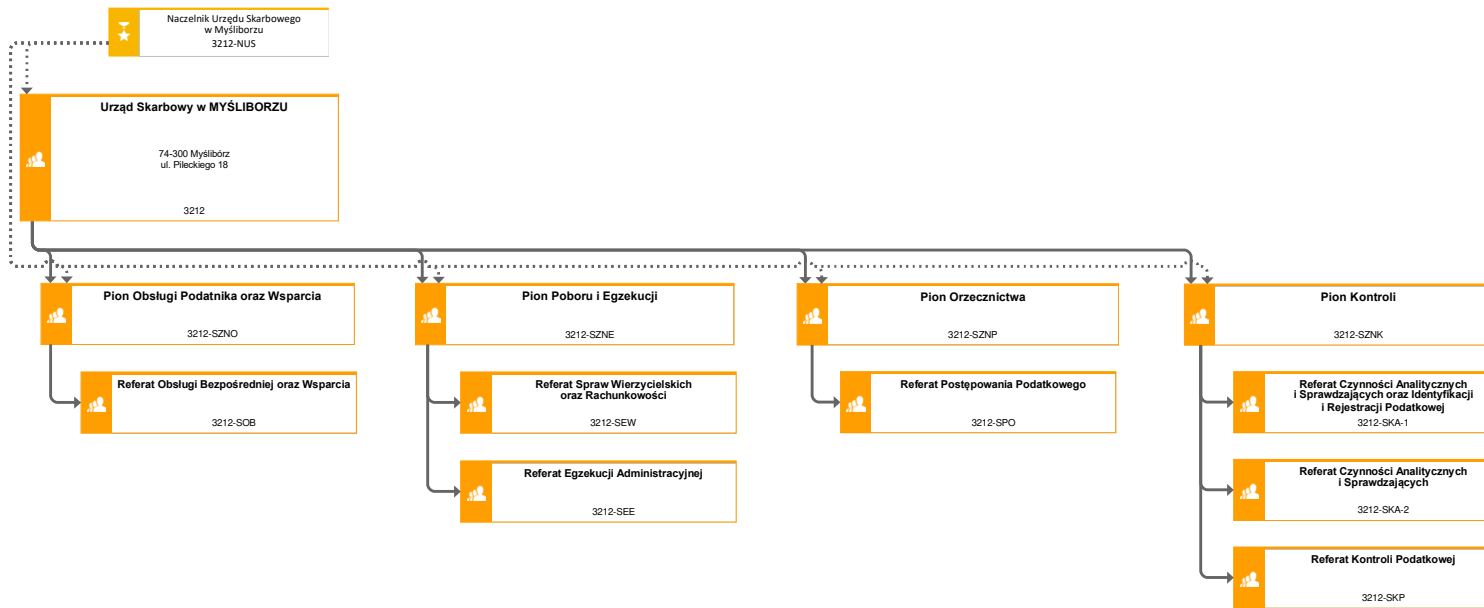 Naczelnik Urzędu Skarbowego
w Myśliborzu
3212-NUS
Urząd Skarbowy w MYŚLIBORZU
74-300 Myślibórz
ul. Pileckiego 18
3212
Pion Obsługi Podatnika oraz Wsparcia
3212-SZNO
Pion Poboru i Egzekucji
3212-SZNE
Pion Orzecznictwa
3212-SZNP
Pion Kontroli
3212-SZNK
Referat Obsługi Bezpośredniej oraz Wsparcia
3212-SOB
Referat Spraw Wierzycielskich
oraz Rachunkowości
3212-SEW
Referat Postępowania Podatkowego
3212-SPO
Referat Czynności Analitycznych
i Sprawdzających oraz Identyfikacji
i Rejestracji Podatkowej
3212-SKA-1
Referat Egzekucji Administracyjnej
3212-SEE
Referat Czynności Analitycznych
i Sprawdzających
3212-SKA-2
Referat Kontroli Podatkowej
3212-SKP